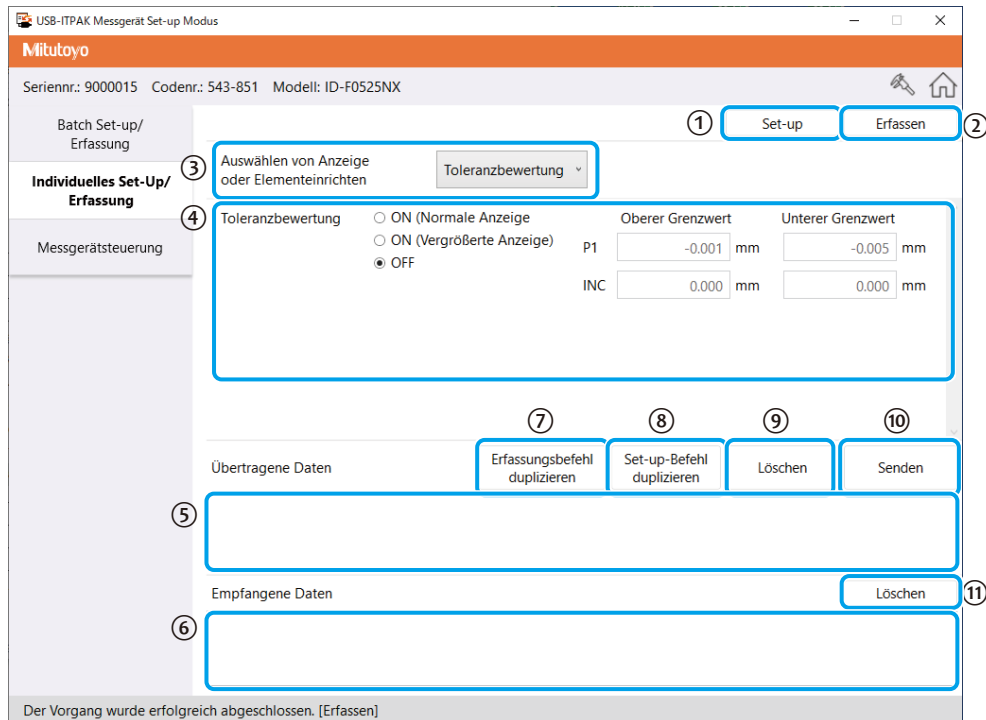 USB-ITPAK Messgerät Set-up Modus
Mitutoyo
Seriennr.: 9000015 Codenr.: 543-851 Modell: ID-F0525NX
Batch Set-up/
Erfassung
Individuelles Set-Up/
Erfassung
Messgerätsteuerung
① Set-up Erfassen ②
③ Auswählen von Anzeige
oder Elementeinrichten
Toleranzbewertung
④ Toleranzbewertung
ON (Normale Anzeige
ON (Vergrößerte Anzeige)
OFF
Oberer Grenzwert Unterer Grenzwert
P1 -0.001 mm -0.005 mm
INC 0.000 mm 0.000 mm
⑦ ⑧ ⑨ ⑩
Übertragene Daten
Erfassungsbefehl
duplizieren
Set-up-Befehl
duplizieren
Löschen
Senden
⑤
Empfangene Daten Löschen ⑪
⑥
Der Vorgang wurde erfolgreich abgeschlossen. [Erfassen]